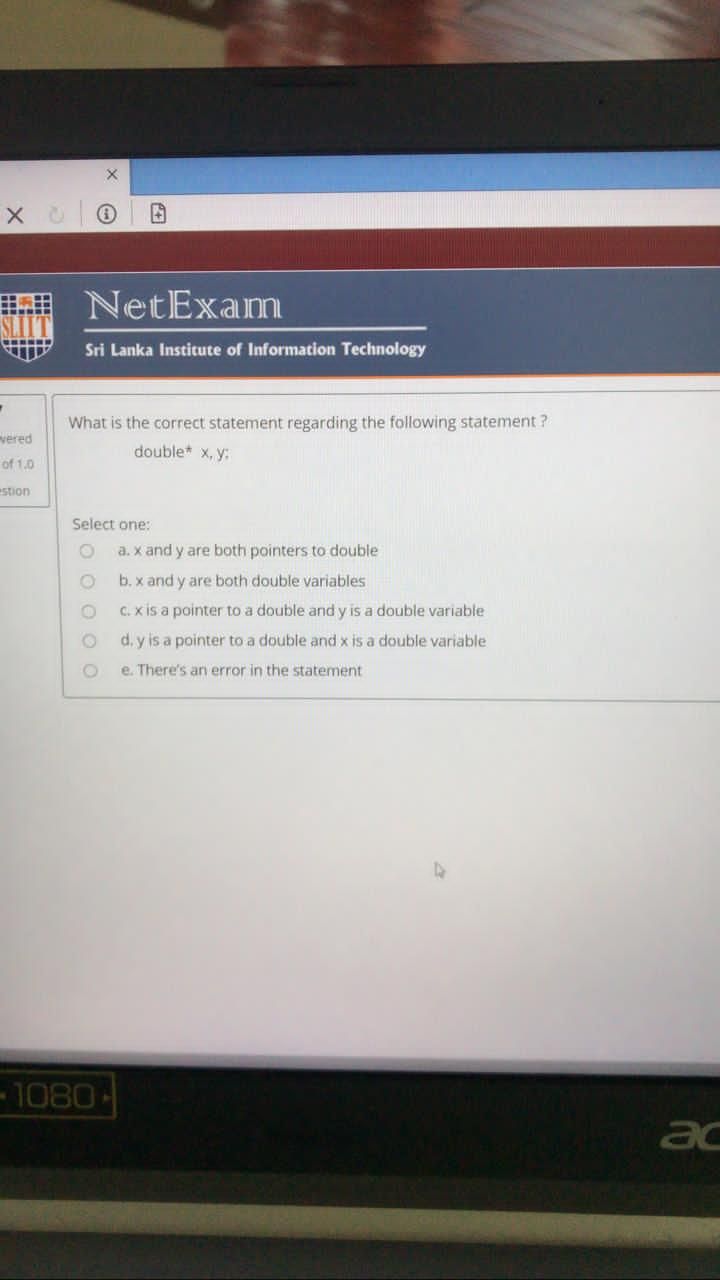 NetExam
SLIIT
Sri Lanka Institute of Information Technology
wered
of 1.0
estion
What is the correct statement regarding the following statement ?
double* x, y;
Select one:
a. x and y are both pointers to double
b. x and y are both double variables
c. x is a pointer to a double and y is a double variable
d. y is a pointer to a double and x is a double variable
e. There's an error in the statement
1080
ac